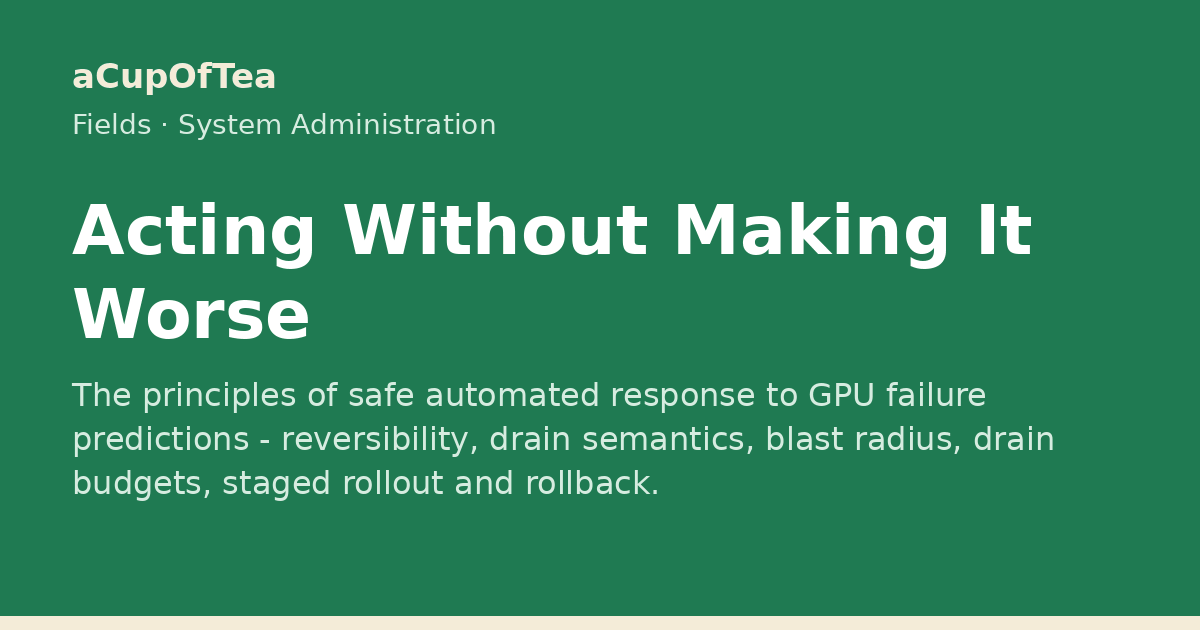 aCupOfTea
Fields · System Administration
Acting Without Making It
Worse
The principles of safe automated response to GPU failure
predictions - reversibility, drain semantics, blast radius, drain
budgets, staged rollout and rollback.